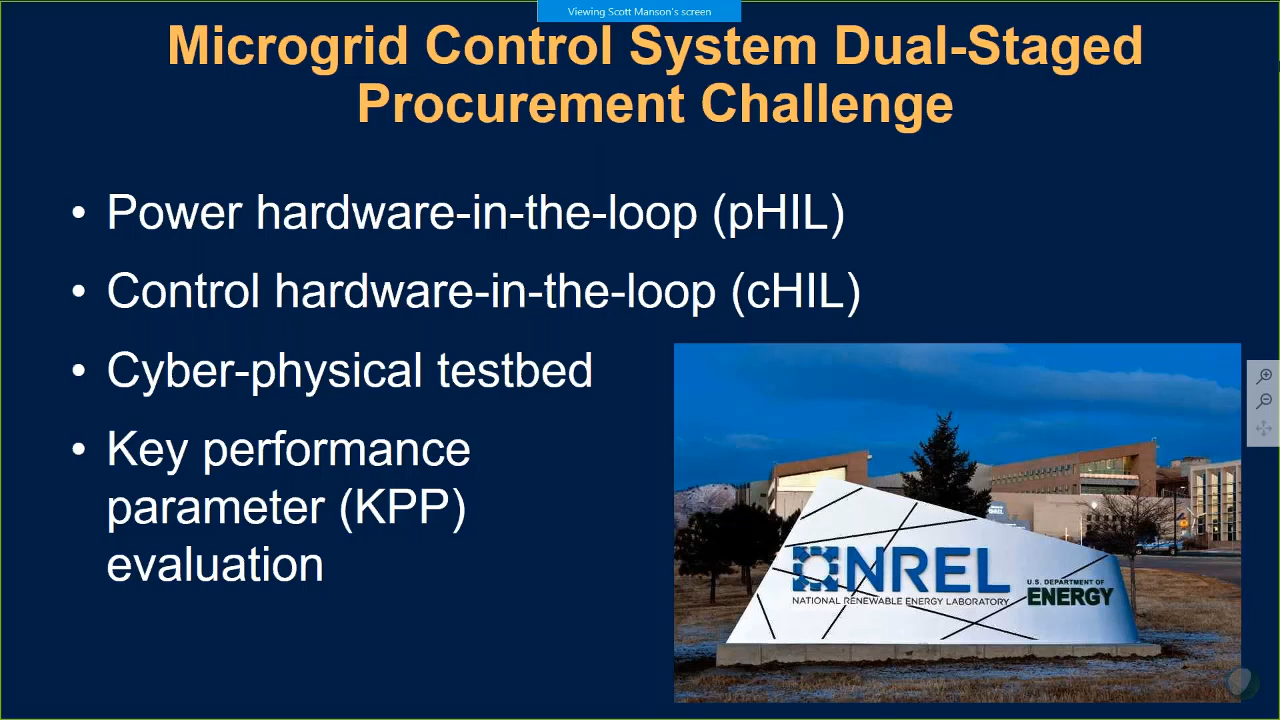 Viewing Scott Manson's screen
Microgrid Control System Dual-Staged
Procurement Challenge
• Power hardware-in-the-loop (pHIL)
• Control hardware-in-the-loop (cHIL)
• Cyber-physical testbed
• Key performance
parameter (KPP)
evaluation
NREL
NATIONAL RENEWABLE ENERGY LABORATORY
U.S. DEPARTMENT OF
ENERGY